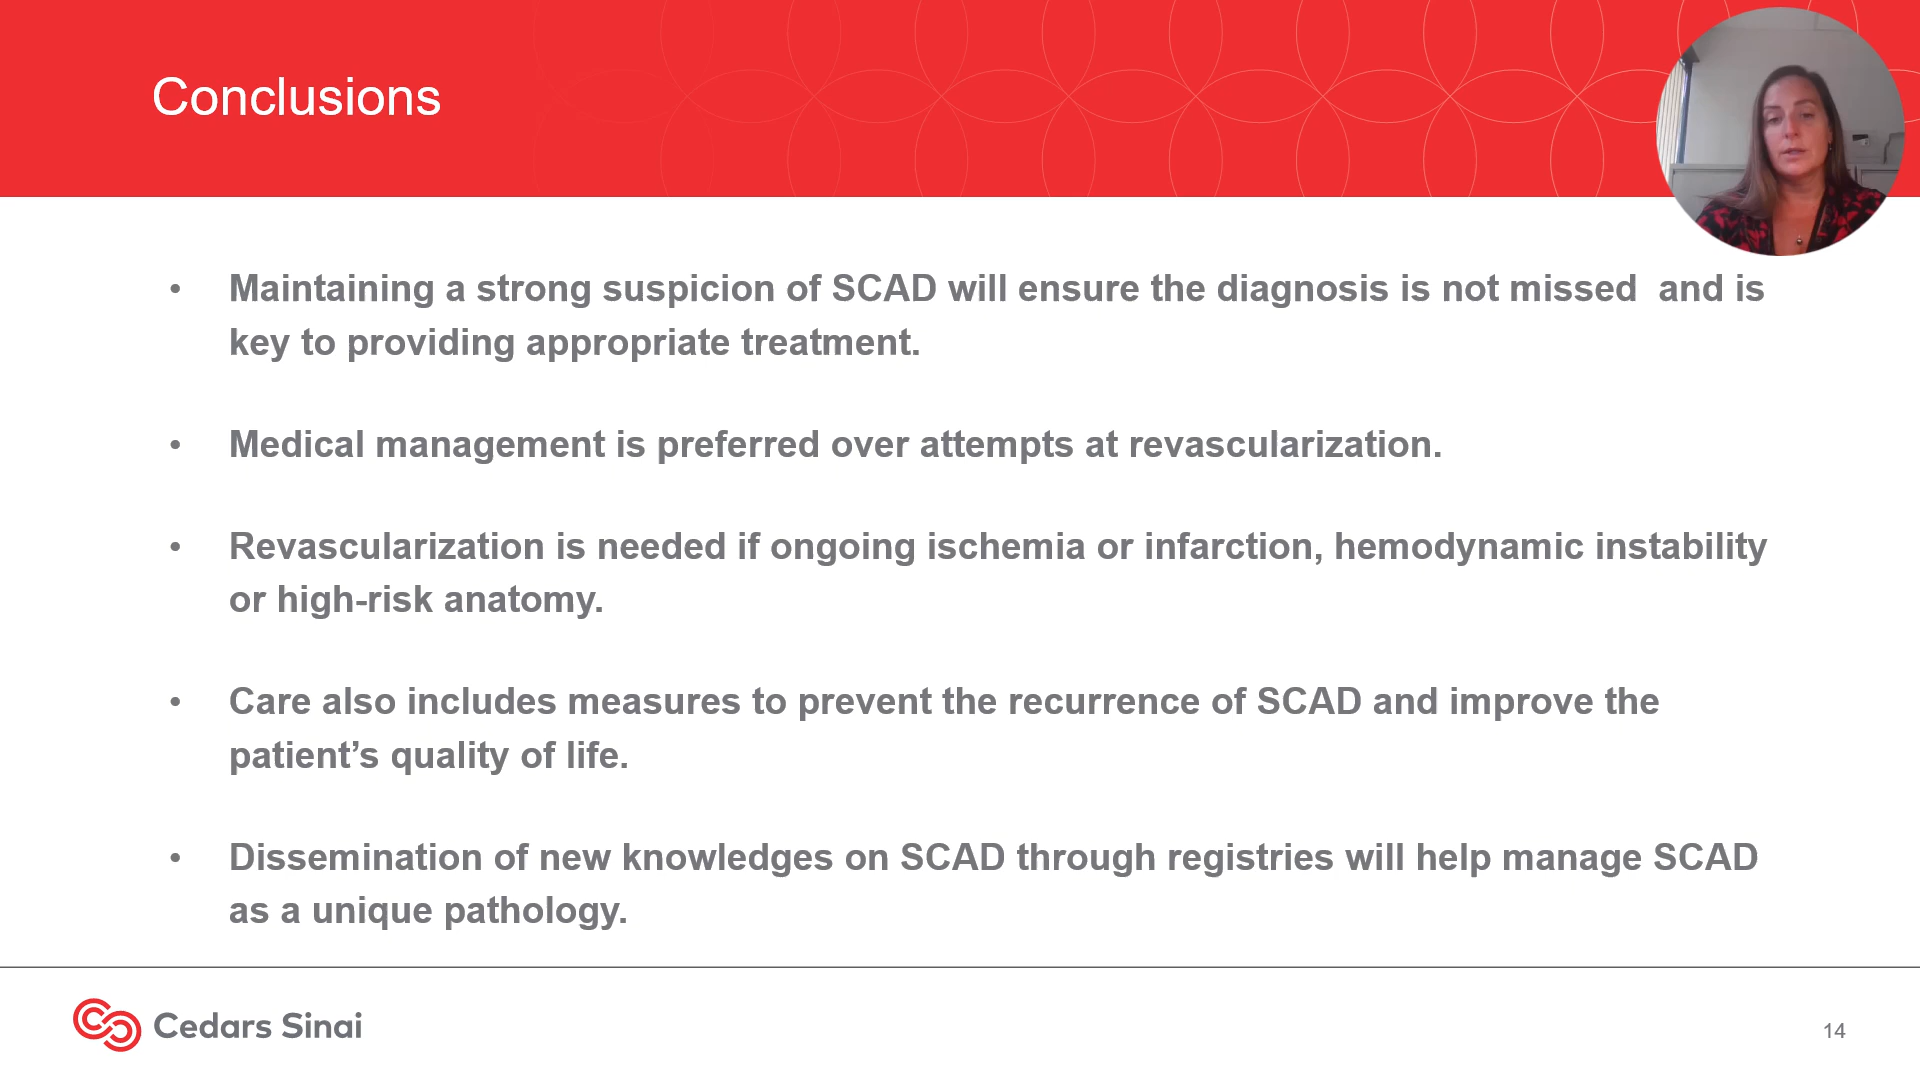 Conclusions
• Maintaining a strong suspicion of SCAD will ensure the diagnosis is not missed  and is
key to providing appropriate treatment.
• Medical management is preferred over attempts at revascularization.
• Revascularization is needed if ongoing ischemia or infarction, hemodynamic instability
or high-risk anatomy.
• Care also includes measures to prevent the recurrence of SCAD and improve the
patient’s quality of life.
• Dissemination of new knowledges on SCAD through registries will help manage SCAD
as a unique pathology.
Cedars Sinai
14